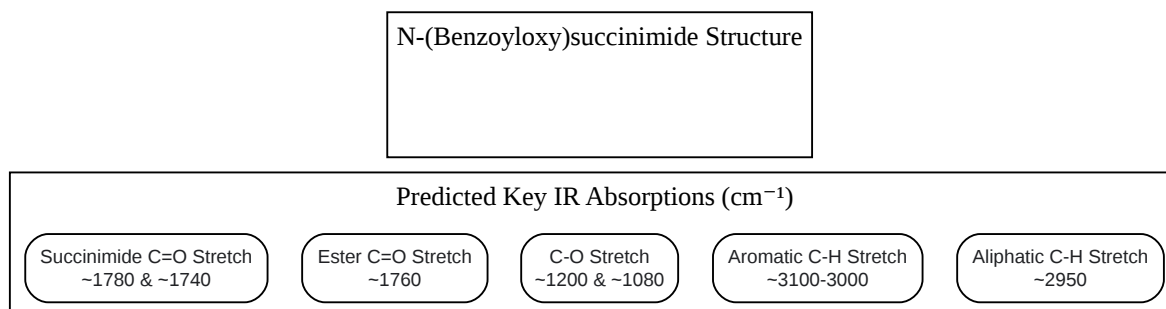 N-(Benzoyloxy)succinimide Structure
Predicted Key IR Absorptions (cm⁻¹)
Succinimide C=O Stretch
~1780 & ~1740
Ester C=O Stretch
~1760
C-O Stretch
~1200 & ~1080
Aromatic C-H Stretch
~3100-3000
Aliphatic C-H Stretch
~2950